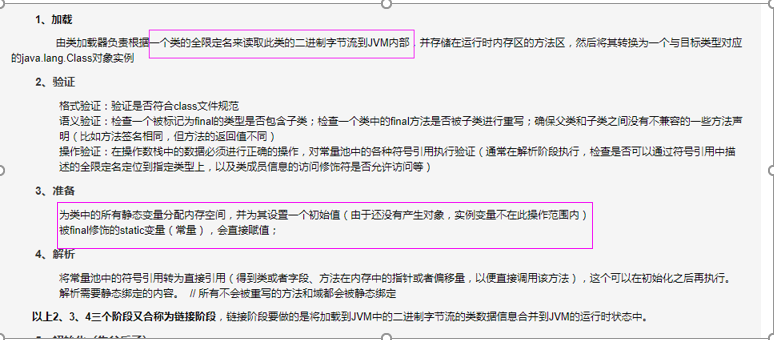 1、加载
由类加载器负责根据一个类的全限定名来读取此类的二进制字节流到JVM内部，并存储在运行时内存区的方法区，然后将其转换为一个与目标类型对应
的java.lang.Class对象实例
2、验证
格式验证：验证是否符合class文件规范
语义验证：检查一个被标记为final的类型是否包含子类；检查一个类中的final方法是否被子类进行重写；确保父类和子类之间没有不兼容的一些方法声
明（比如方法签名相同，但方法的返回值不同）
操作验证：在操作数栈中的数据必须进行正确的操作，对常量池中的各种符号引用执行验证（通常在解析阶段执行，检查是否可以通过符号引用中描
述的全限定名定位到指定类型上，以及类成员信息的访问修饰符是否允许访问等）
3、准备
为类中的所有静态变量分配内存空间，并为其设置一个初始值（由于还没有产生对象，实例变量不在此操作范围内）
被final修饰的static变量（常量），会直接赋值；
4、解析
将常量池中的符号引用转为直接引用（得到类或者字段、方法在内存中的指针或者偏移量，以便直接调用该方法），这个可以在初始化之后再执行。
解析需要静态绑定的内容。 // 所有不会被重写的方法和域都会被静态绑定
以上2、3、4三个阶段又合称为链接阶段，链接阶段要做的是将加载到JVM中的二进制字节流的类数据信息合并到JVM的运行时状态中。